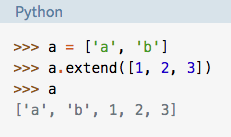 Python
>>> a = ['a', 'b']
>>> a.extend([1, 2, 3])
>>> a
['a', 'b', 1, 2, 3]